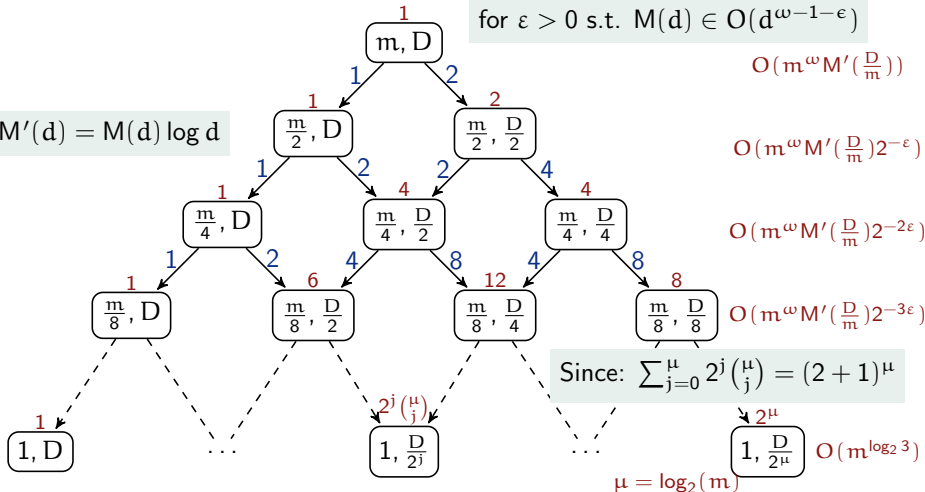 1
for ε > 0 s.t. M(d) ∈ O(d^{ω−1−ϵ})
m, D
O(m^ω M′(D/m))
1 2
1 2
M′(d) = M(d) log d
m/2, D
m/2, D/2
O(m^ω M′(D/m)2^{−ε})
1 2 2 4
1 4 4
m/4, D
m/4, D/2
m/4, D/4
O(m^ω M′(D/m)2^{−2ε})
1 2 4 8 4 8
1 6 12 8
m/8, D
m/8, D/2
m/8, D/4
m/8, D/8
O(m^ω M′(D/m)2^{−3ε})
Since: ∑_{j=0}^{μ} 2^j (μ j) = (2 + 1)^μ
1 2^j (μ j) 2^μ
1, D
...
1, D/2^j
...
1, D/2^μ
O(m^{log₂ 3})
μ = log₂(m)